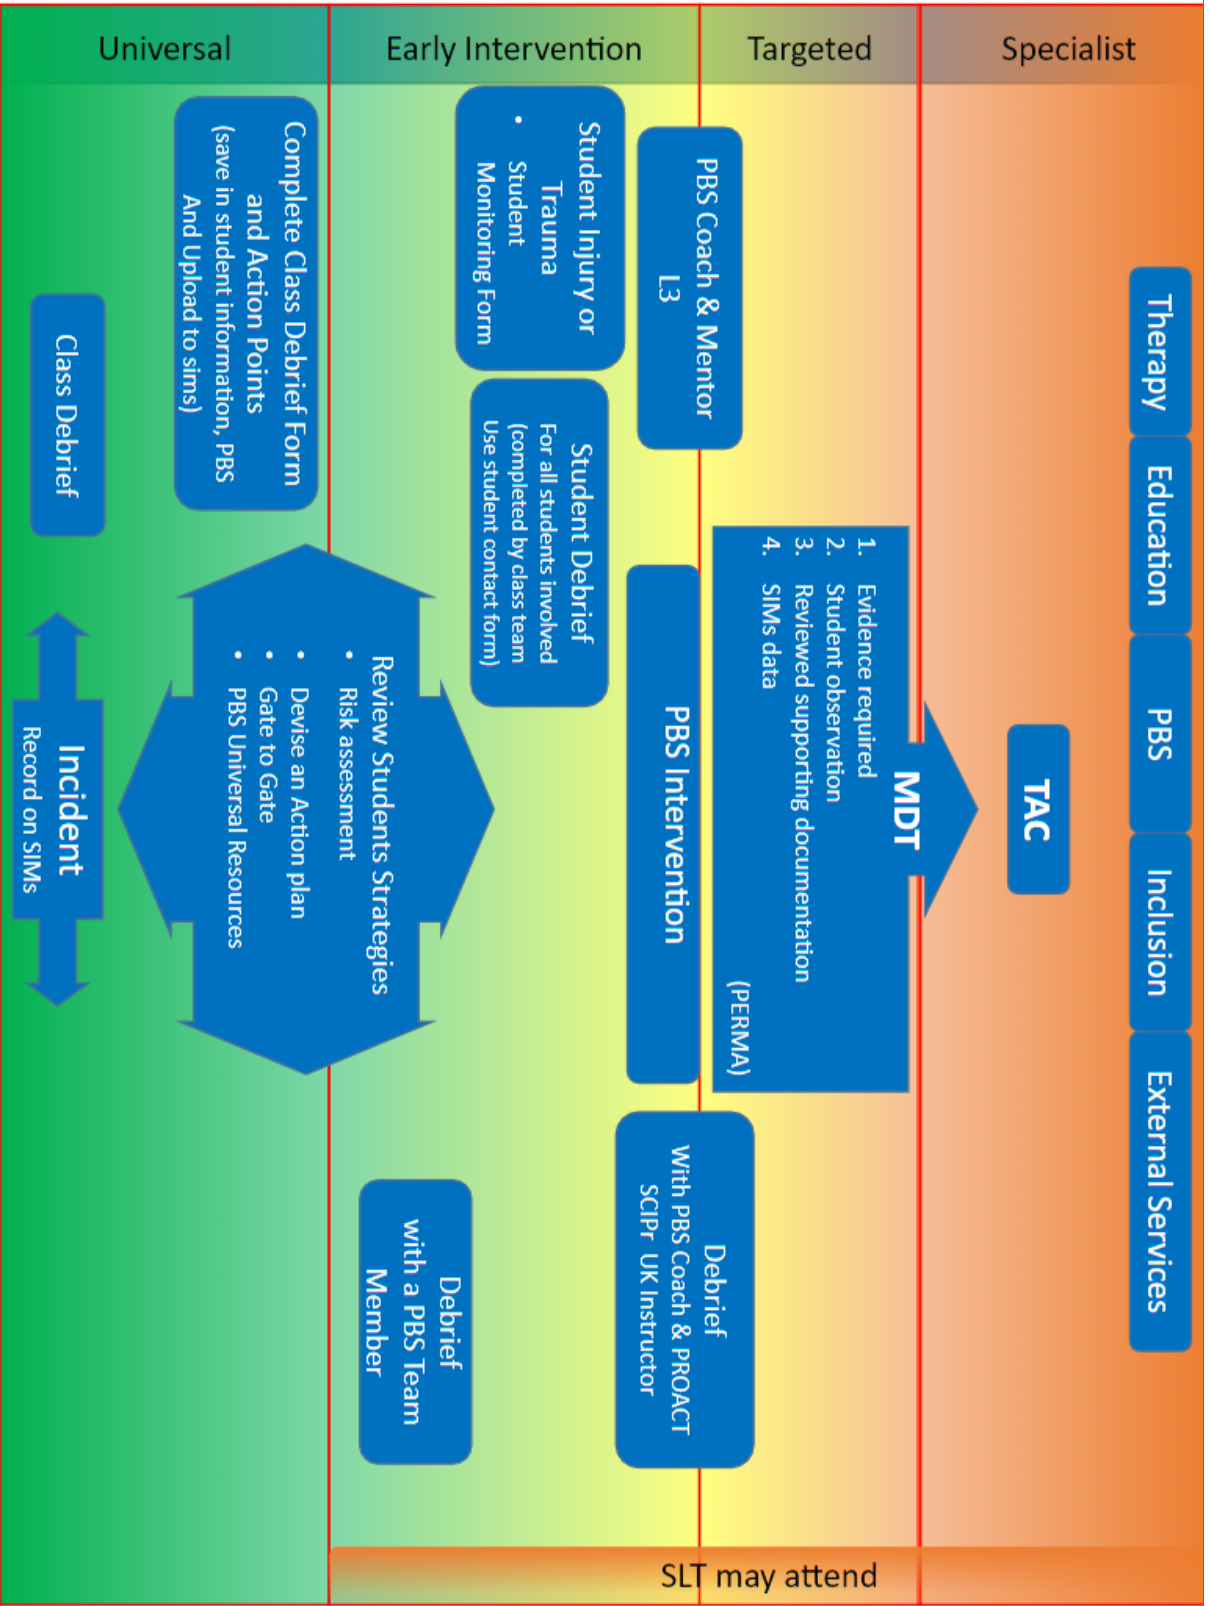 Universal
Early Intervention
Targeted
Specialist
Therapy
Education
PBS
Inclusion
External Services
TAC
MDT
1. Evidence required
2. Student observation
3. Reviewed supporting documentation
4. SIMs data
(PERMA)
PBS Coach & Mentor
L3
PBS Intervention
Debrief
With PBS Coach & PROACT
SCIPr UK Instructor
Student Injury or
Trauma
• Student
Monitoring Form
Student Debrief
For all students involved
(completed by class team
Use student contact form)
Debrief
with a PBS Team
Member
Review Students Strategies
• Risk assessment
• Devise an Action plan
• Gate to Gate
• PBS Universal Resources
Complete Class Debrief Form
and Action Points
(save in student information, PBS
And Upload to sims)
Class Debrief
Incident
Record on SIMs
SLT may attend